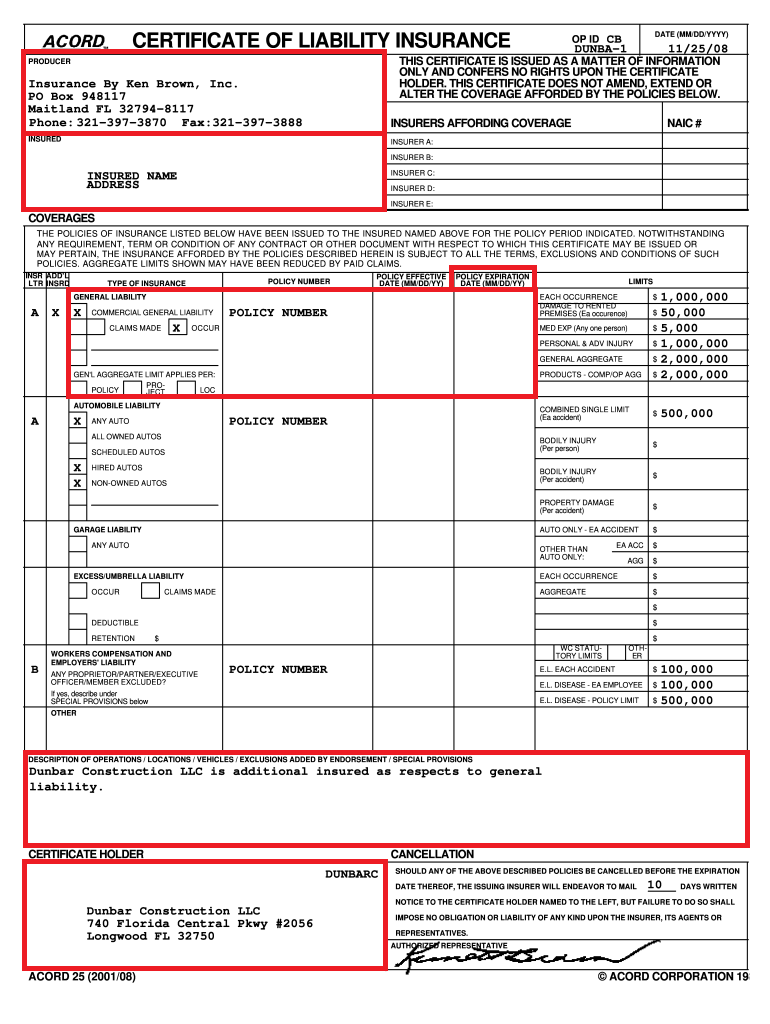 ACORD™ CERTIFICATE OF LIABILITY INSURANCE
OP ID CB
DUNBA-1
DATE (MM/DD/YYYY)
11/25/08
PRODUCER
Insurance By Ken Brown, Inc.
PO Box 948117
Maitland FL 32794-8117
Phone: 321-397-3870 Fax:321-397-3888
THIS CERTIFICATE IS ISSUED AS A MATTER OF INFORMATION
ONLY AND CONFERS NO RIGHTS UPON THE CERTIFICATE
HOLDER. THIS CERTIFICATE DOES NOT AMEND, EXTEND OR
ALTER THE COVERAGE AFFORDED BY THE POLICIES BELOW.
INSURERS AFFORDING COVERAGE NAIC #
INSURED
INSURED NAME
ADDRESS
INSURER A:
INSURER B:
INSURER C:
INSURER D:
INSURER E:
COVERAGES
THE POLICIES OF INSURANCE LISTED BELOW HAVE BEEN ISSUED TO THE INSURED NAMED ABOVE FOR THE POLICY PERIOD INDICATED. NOTWITHSTANDING
ANY REQUIREMENT, TERM OR CONDITION OF ANY CONTRACT OR OTHER DOCUMENT WITH RESPECT TO WHICH THIS CERTIFICATE MAY BE ISSUED OR
MAY PERTAIN, THE INSURANCE AFFORDED BY THE POLICIES DESCRIBED HEREIN IS SUBJECT TO ALL THE TERMS, EXCLUSIONS AND CONDITIONS OF SUCH
POLICIES. AGGREGATE LIMITS SHOWN MAY HAVE BEEN REDUCED BY PAID CLAIMS.
INSR LTR
ADD'L INSRD
TYPE OF INSURANCE
POLICY NUMBER
POLICY EFFECTIVE DATE (MM/DD/YY)
POLICY EXPIRATION DATE (MM/DD/YY)
LIMITS
GENERAL LIABILITY
A X X COMMERCIAL GENERAL LIABILITY POLICY NUMBER
CLAIMS MADE X OCCUR
GEN'L AGGREGATE LIMIT APPLIES PER:
POLICY PRO-JECT LOC
EACH OCCURRENCE $ 1,000,000
DAMAGE TO RENTED
PREMISES (Ea occurence) $ 50,000
MED EXP (Any one person) $ 5,000
PERSONAL & ADV INJURY $ 1,000,000
GENERAL AGGREGATE $ 2,000,000
PRODUCTS - COMP/OP AGG $ 2,000,000
AUTOMOBILE LIABILITY
A X ANY AUTO POLICY NUMBER
ALL OWNED AUTOS
SCHEDULED AUTOS
X HIRED AUTOS
X NON-OWNED AUTOS
COMBINED SINGLE LIMIT
(Ea accident) $ 500,000
BODILY INJURY
(Per person) $
BODILY INJURY
(Per accident) $
PROPERTY DAMAGE
(Per accident) $
GARAGE LIABILITY
ANY AUTO
AUTO ONLY - EA ACCIDENT $
OTHER THAN
AUTO ONLY:
EA ACC $
AGG $
EXCESS/UMBRELLA LIABILITY
OCCUR CLAIMS MADE
DEDUCTIBLE
RETENTION $
EACH OCCURRENCE $
AGGREGATE $
$
$
$
WORKERS COMPENSATION AND
EMPLOYERS' LIABILITY
B POLICY NUMBER
ANY PROPRIETOR/PARTNER/EXECUTIVE
OFFICER/MEMBER EXCLUDED?
If yes, describe under
SPECIAL PROVISIONS below
WC STATU-
TORY LIMITS
OTH-
ER
E.L. EACH ACCIDENT $ 100,000
E.L. DISEASE - EA EMPLOYEE $ 100,000
E.L. DISEASE - POLICY LIMIT $ 500,000
OTHER
DESCRIPTION OF OPERATIONS / LOCATIONS / VEHICLES / EXCLUSIONS ADDED BY ENDORSEMENT / SPECIAL PROVISIONS
Dunbar Construction LLC is additional insured as respects to general
liability.
CERTIFICATE HOLDER
DUNBARC
Dunbar Construction LLC
740 Florida Central Pkwy #2056
Longwood FL 32750
CANCELLATION
SHOULD ANY OF THE ABOVE DESCRIBED POLICIES BE CANCELLED BEFORE THE EXPIRATION
DATE THEREOF, THE ISSUING INSURER WILL ENDEAVOR TO MAIL 10 DAYS WRITTEN
NOTICE TO THE CERTIFICATE HOLDER NAMED TO THE LEFT, BUT FAILURE TO DO SO SHALL
IMPOSE NO OBLIGATION OR LIABILITY OF ANY KIND UPON THE INSURER, ITS AGENTS OR
REPRESENTATIVES.
AUTHORIZED REPRESENTATIVE
ACORD 25 (2001/08)
© ACORD CORPORATION 19